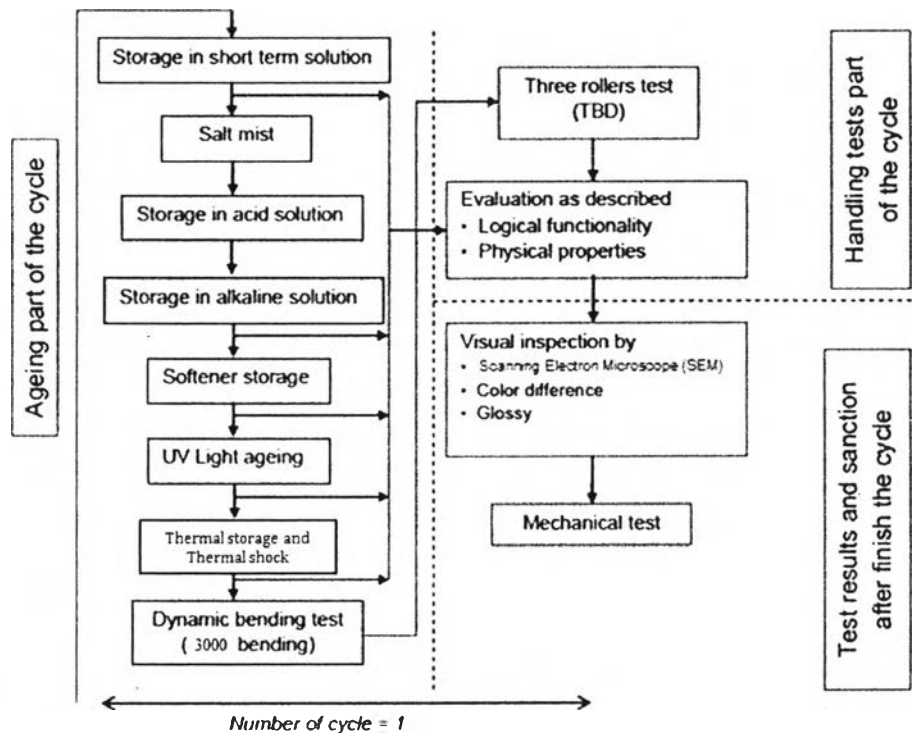 Ageing part of the cycle
Storage in short term solution
Salt mist
Storage in acid solution
Storage in alkaline solution
Softener storage
UV Light ageing
Thermal storage and
Thermal shock
Dynamic bending test
( 3000 bending)
Number of cycle = 1
Three rollers test
(TBD)
Evaluation as described
• Logical functionality
• Physical properties
Visual inspection by
• Scanning Electron Microscope (SEM)
• Color difference
• Glossy
Mechanical test
Handling tests part
of the cycle
Test results and sanction
after finish the cycle